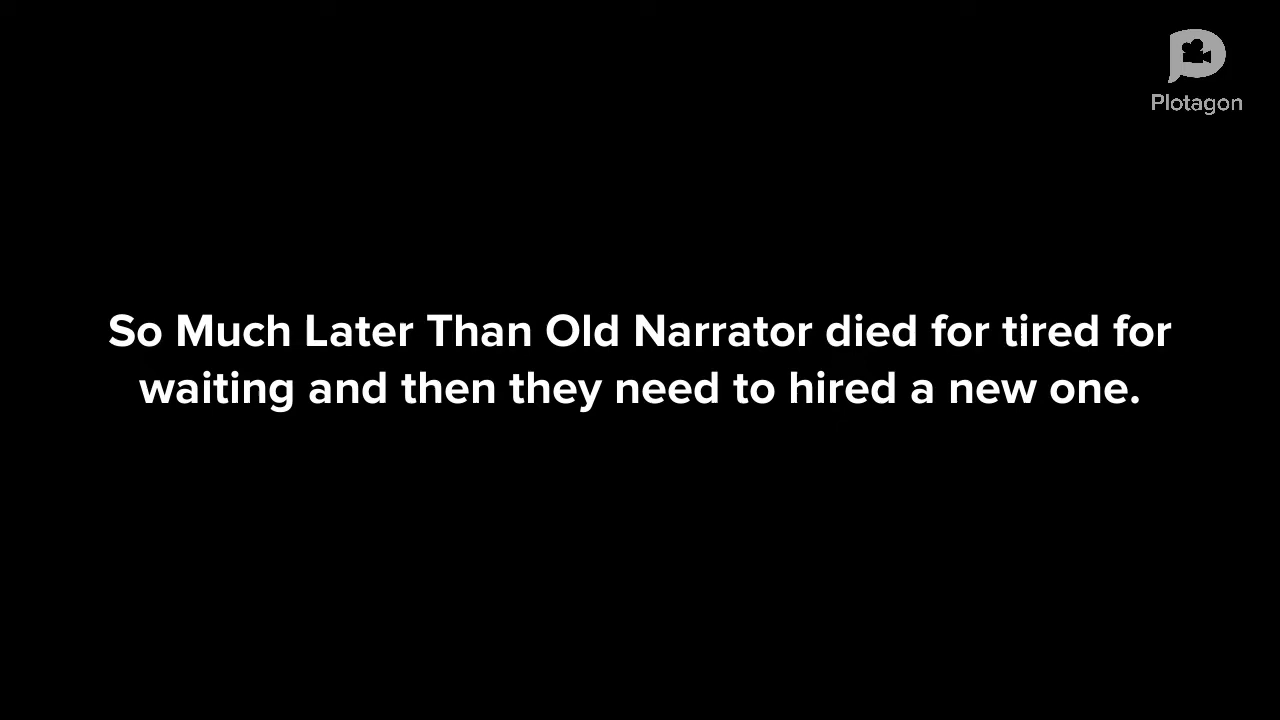 Plotagon
So Much Later Than Old Narrator died for tired for
waiting and then they need to hired a new one.